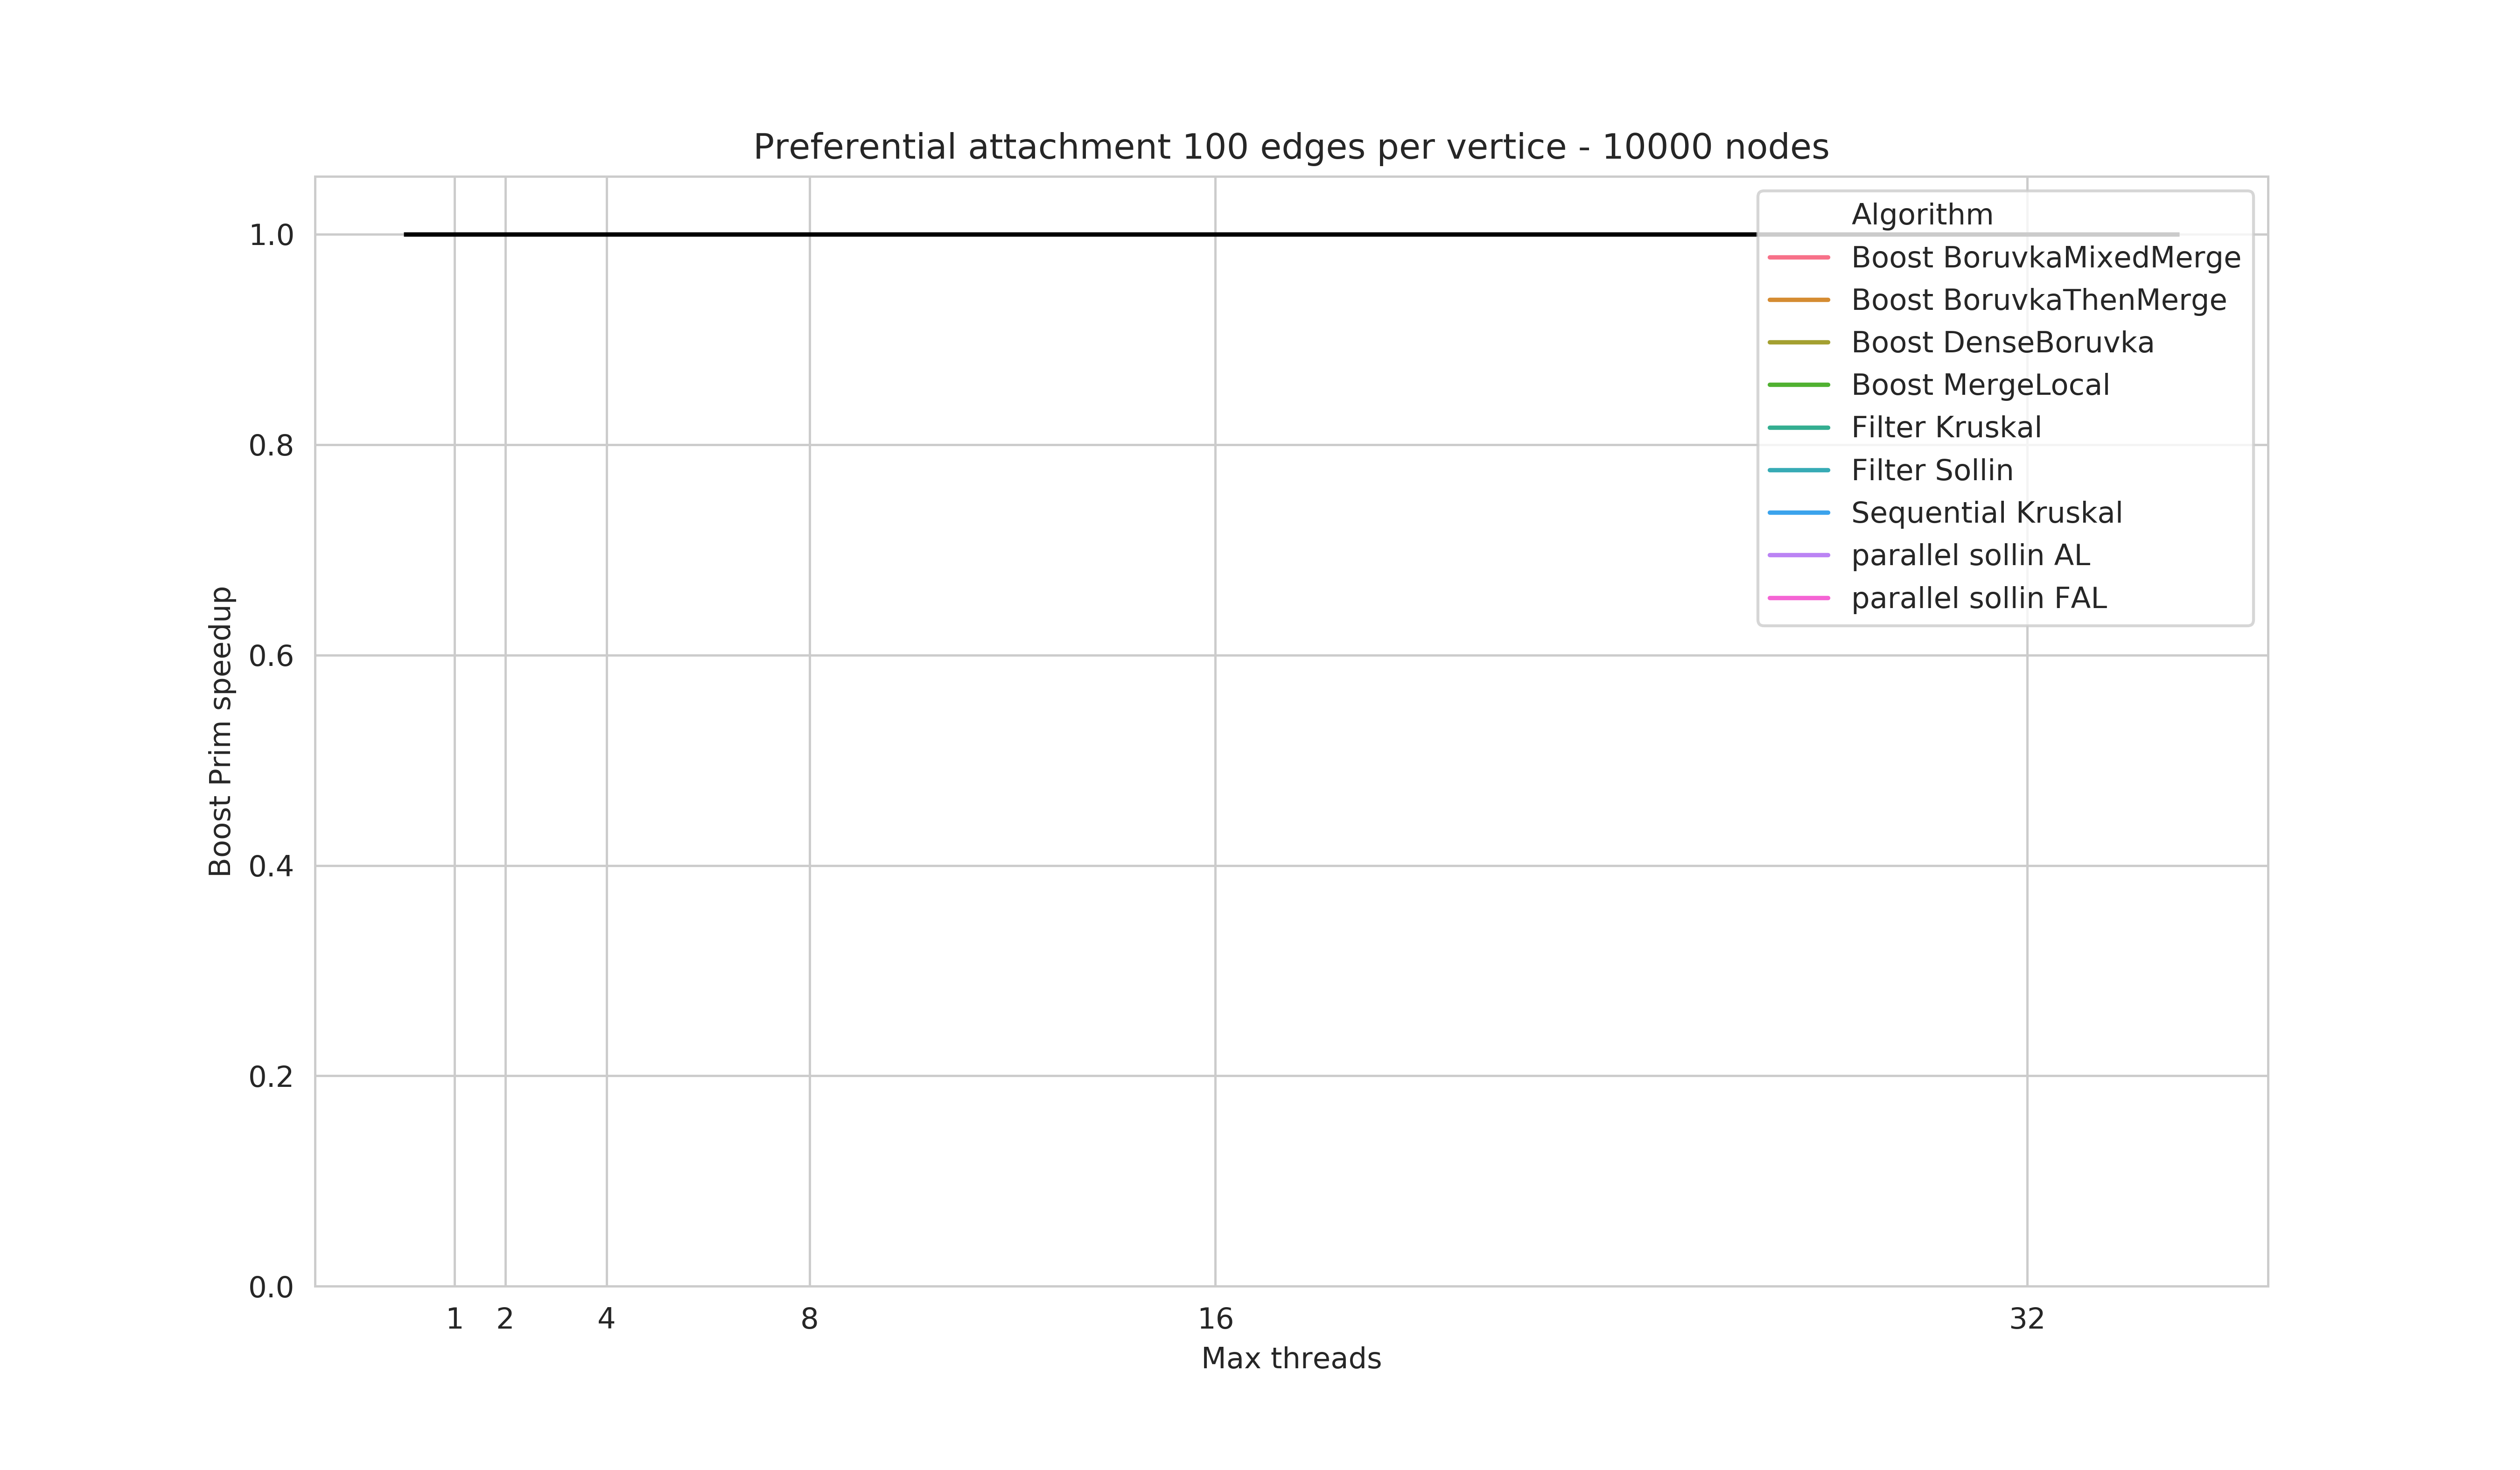 Preferential attachment 100 edges per vertice - 10000 nodes
Algorithm
Boost BoruvkaMixedMerge
Boost BoruvkaThenMerge
Boost DenseBoruvka
Boost MergeLocal
Filter Kruskal
Filter Sollin
Sequential Kruskal
parallel sollin AL
parallel sollin FAL
Boost Prim speedup
1.0
0.8
0.6
0.4
0.2
0.0
1 2 4 8 16 32
Max threads